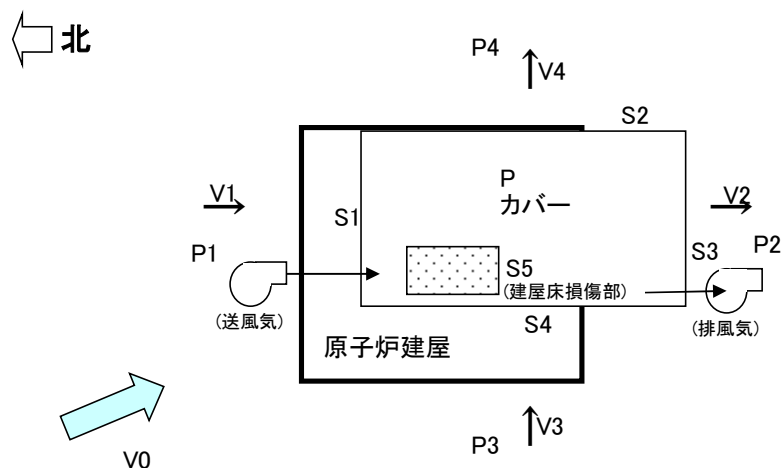 北
P4
V4
S2
P
カバー
V1
V2
S1
P1
S3
P2
S5
(建屋床損傷部)
(送風気)
(排風気)
S4
原子炉建屋
V3
P3
V0